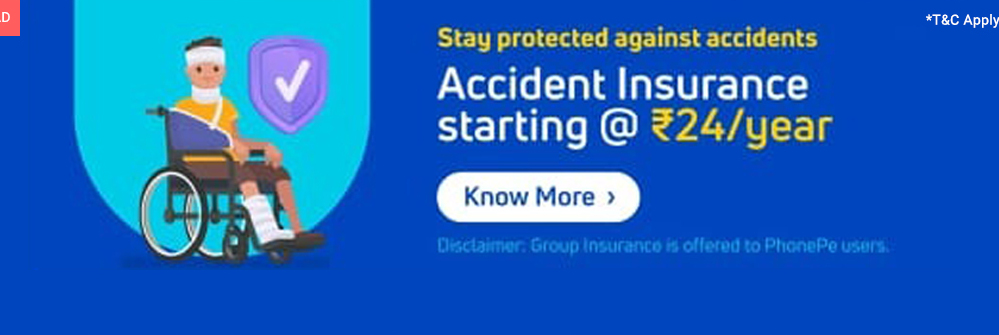 AD
*T&C Apply
Stay protected against accidents
Accident Insurance
starting @ ₹24/year
Know More ›
Disclaimer: Group Insurance is offered to PhonePe users.